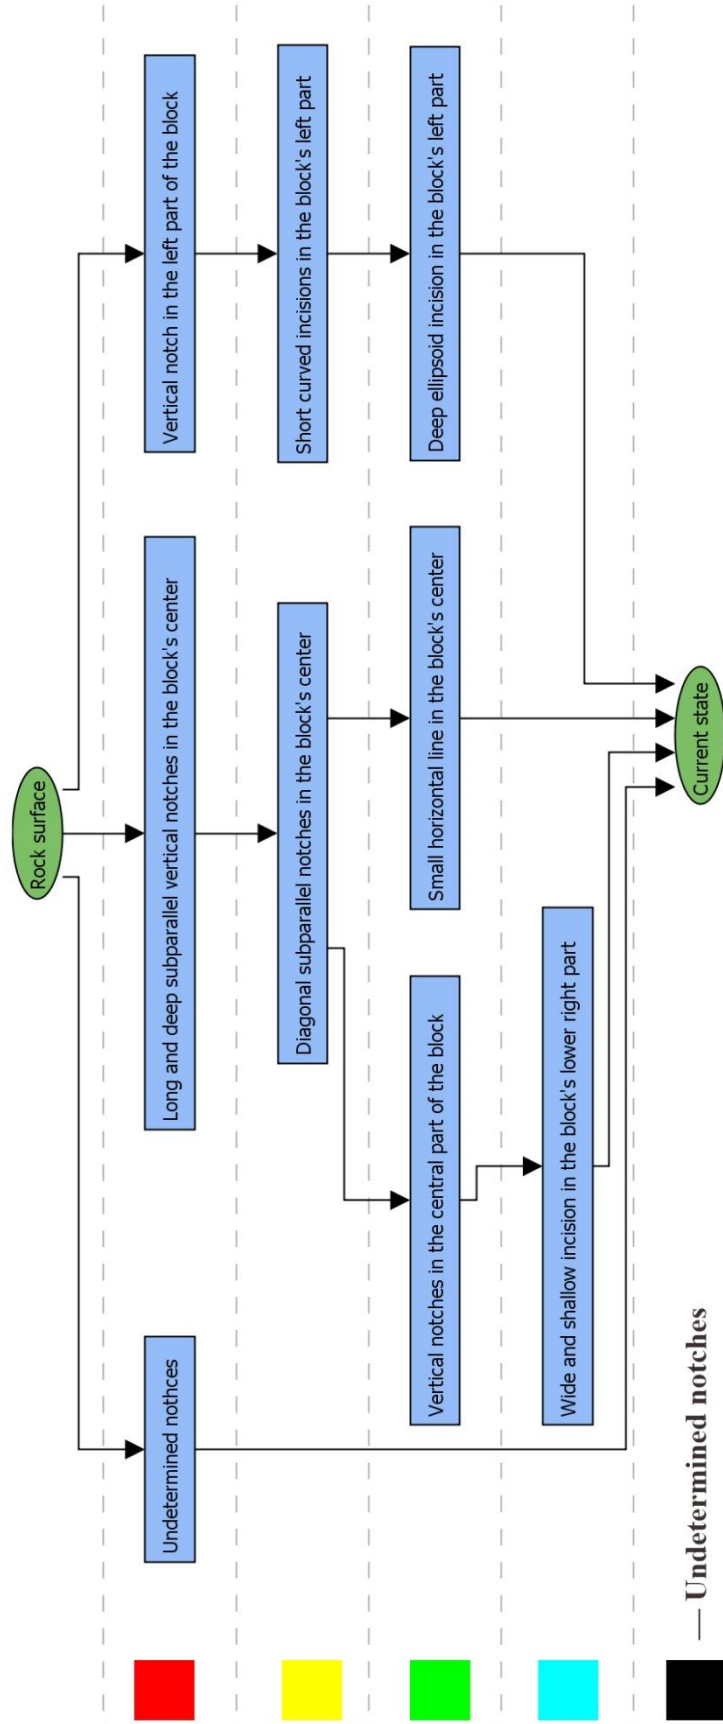 Rock surface
Undetermined nothces
Long and deep subparallel vertical notches in the block's center
Vertical notch in the left part of the block
Diagonal subparallel notches in the block's center
Short curved incisions in the block's left part
Vertical notches in the central part of the block
Small horizontal line in the block's center
Deep ellipsoid incision in the block's left part
Wide and shallow incision in the block's lower right part
Current state
— Undetermined notches